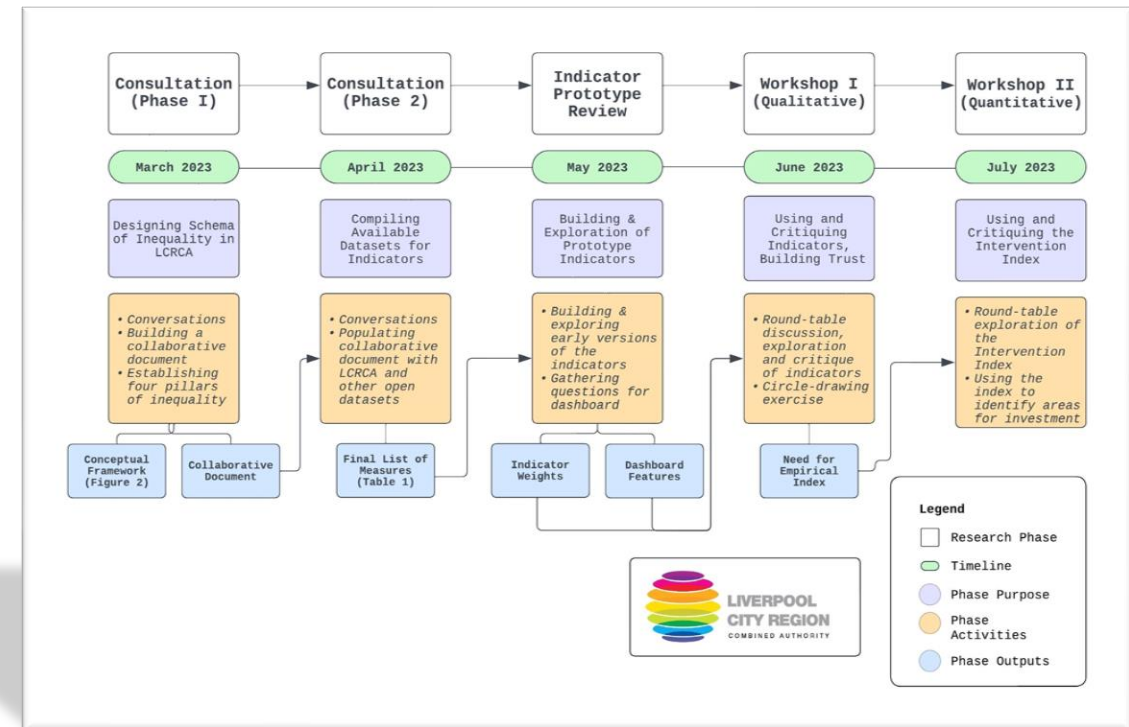 Consultation
(Phase I)
Consultation
(Phase 2)
Indicator
Prototype
Review
Workshop I
(Qualitative)
Workshop II
(Quantitative)
March 2023
April 2023
May 2023
June 2023
July 2023
Designing Schema
of Inequality in
LCRCA
Compiling
Available
Datasets for
Indicators
Building &
Exploration of
Prototype
Indicators
Using and
Critiquing
Indicators,
Building Trust
Using and
Critiquing the
Intervention
Index
• Conversations
• Building a
collaborative
document
• Establishing
four pillars
of inequality
• Conversations
• Populating
collaborative
document with
LCRCA and
other open
datasets
• Building &
exploring
early versions
of the
indicators
• Gathering
questions for
dashboard
• Round-table
discussion,
exploration
and critique
of indicators
• Circle-drawing
exercise
• Round-table
exploration of
the
Intervention
Index
• Using the
index to
identify areas
for investment
Conceptual
Framework
(Figure 2)
Collaborative
Document
Final List of
Measures
(Table 1)
Indicator
Weights
Dashboard
Features
Need for
Empirical
Index
Legend
Research Phase
Timeline
Phase Purpose
Phase
Activities
Phase Outputs
LIVERPOOL
CITY REGION
COMBINED AUTHORITY